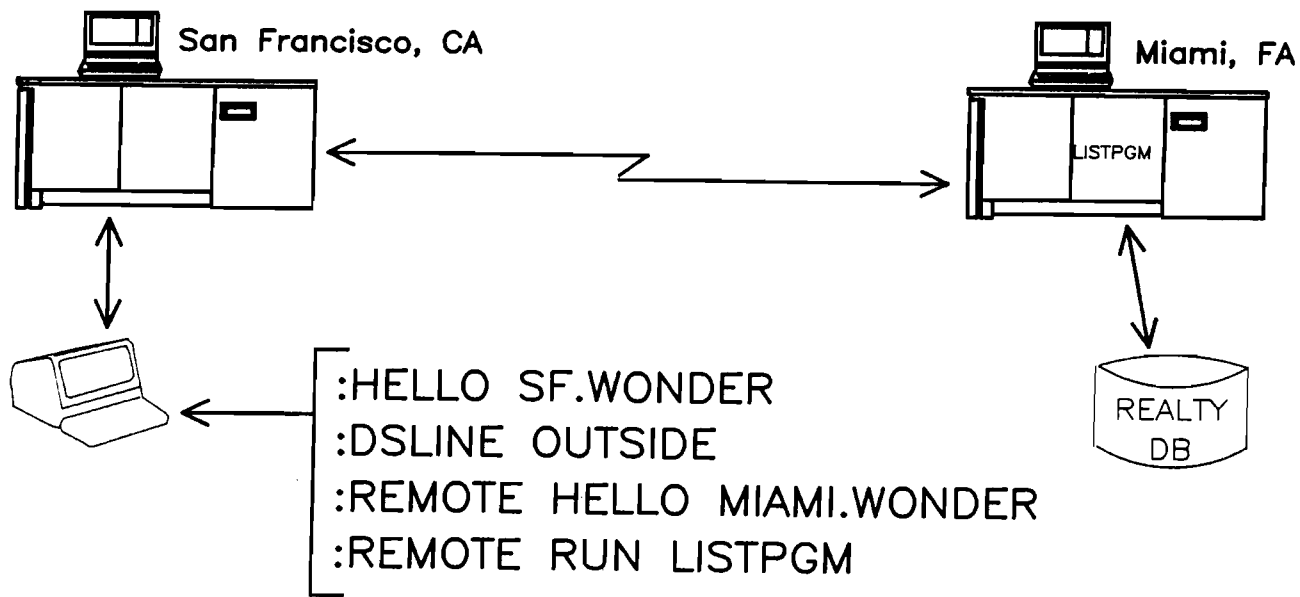 San Francisco, CA
Miami, FA
LISTPGM
:HELLO SF.WONDER
:DSLINE OUTSIDE
:REMOTE HELLO MIAMI.WONDER
:REMOTE RUN LISTPGM
REALTY
DB